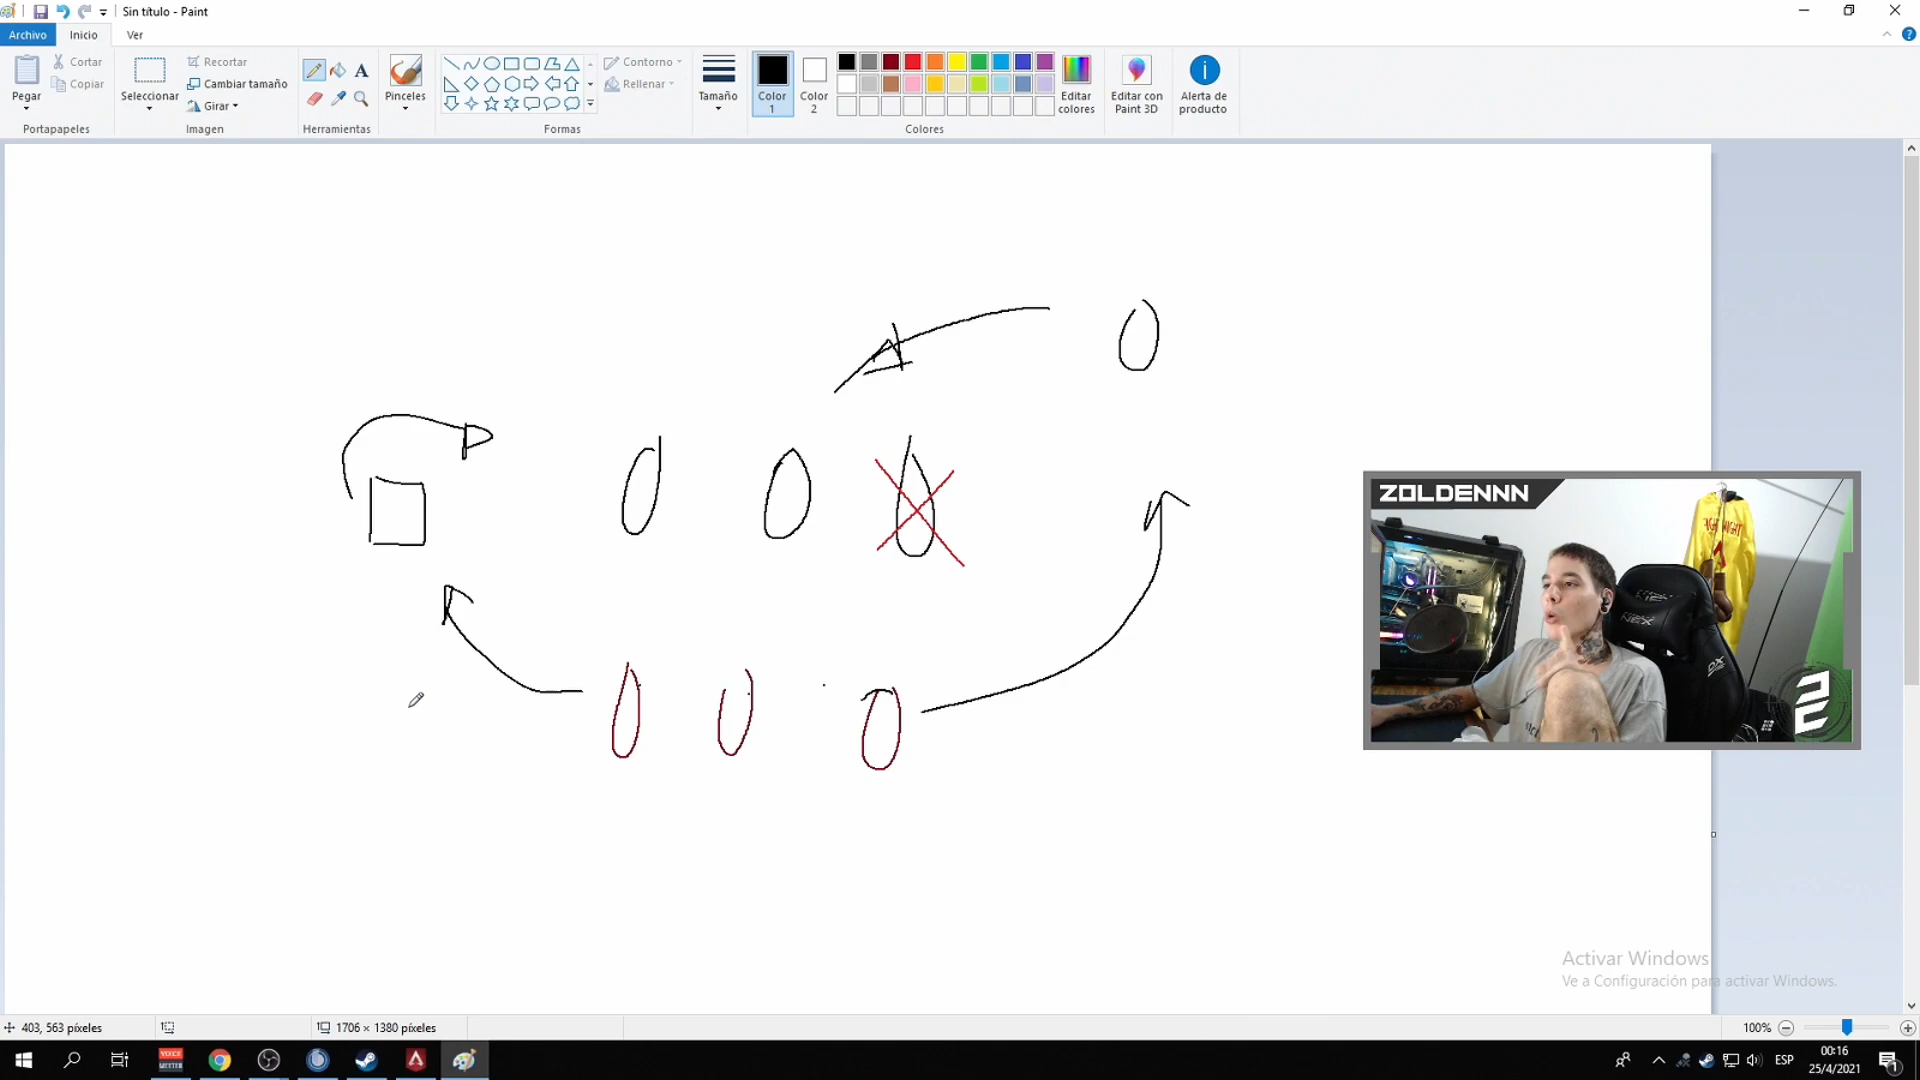 Sin título - Paint
Archivo Inicio Ver
Pegar
Cortar
Copiar
Portapapeles
Seleccionar
Recortar
Cambiar tamaño
Girar
Imagen
Herramientas
Pinceles
Contorno
Rellenar
Formas
Tamaño
Color 1
Color 2
Editar colores
Colores
Editar con Paint 3D
Alerta de producto
ZOLDENNN
Activar Windows
Ve a Configuración para activar Windows.
403, 563 píxeles
1706 × 1380 píxeles
100%
VOICE MEETER
ESP
00:16
25/4/2021
1